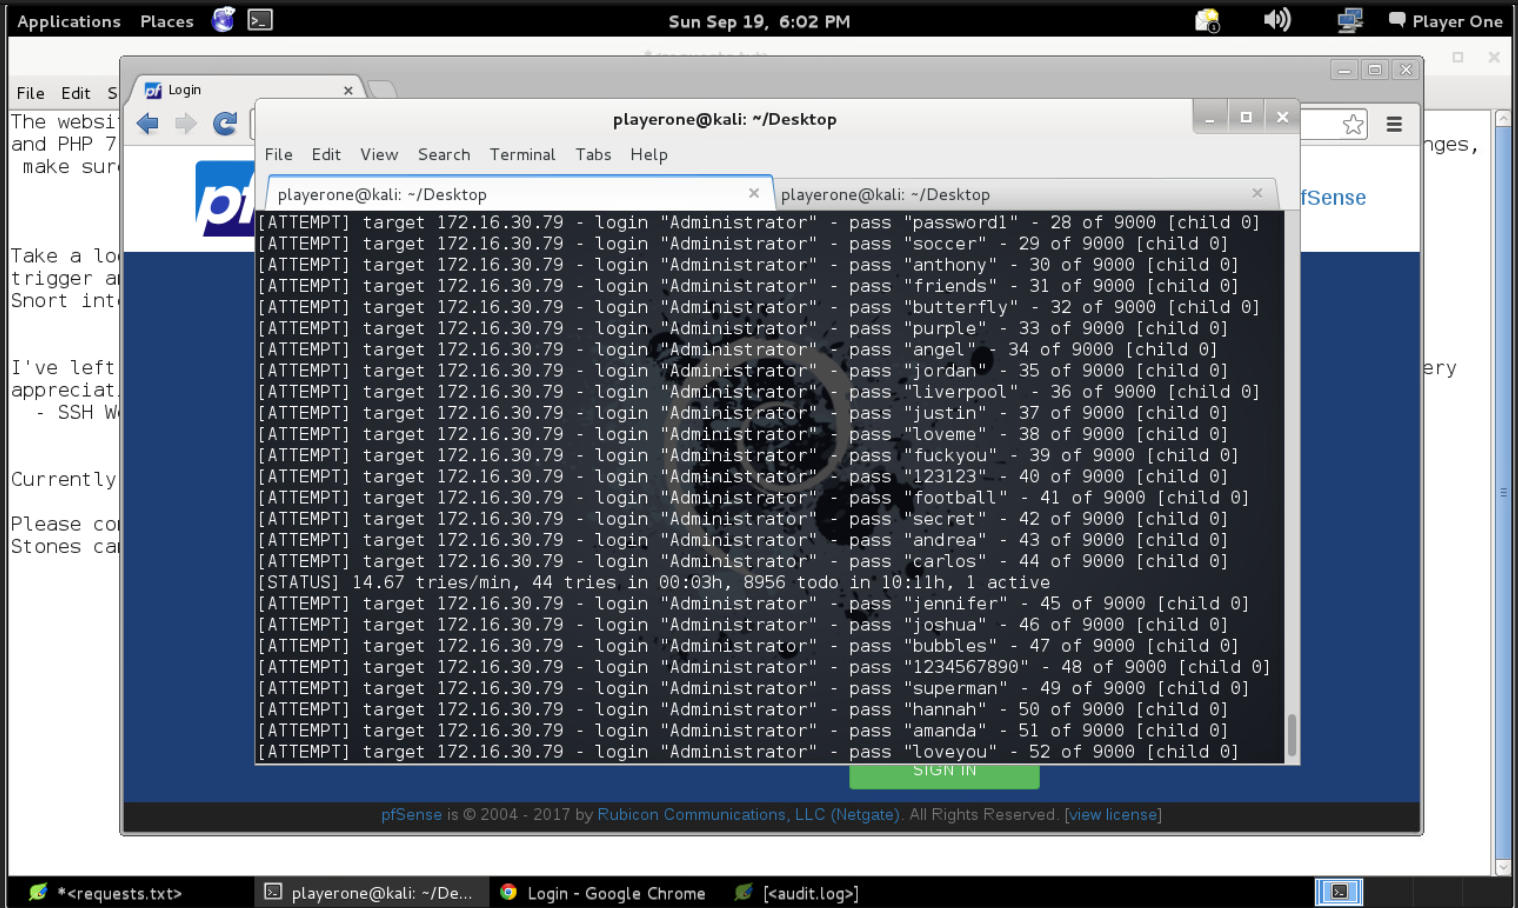 Applications Places Sun Sep 19, 6:02 PM 1 Player One
*<requests.txt>
File Edit S
pf Login
The websi
and PHP 7 nges,
make sur
playerone@kali: ~/Desktop
File Edit View Search Terminal Tabs Help
playerone@kali: ~/Desktop playerone@kali: ~/Desktop
pf fSense
Take a lo
trigger a
Snort int
I've left ery
appreciat
- SSH W
Currently
Please co
Stones ca
[ATTEMPT] target 172.16.30.79 - login "Administrator" - pass "password1" - 28 of 9000 [child 0]
[ATTEMPT] target 172.16.30.79 - login "Administrator" - pass "soccer" - 29 of 9000 [child 0]
[ATTEMPT] target 172.16.30.79 - login "Administrator" - pass "anthony" - 30 of 9000 [child 0]
[ATTEMPT] target 172.16.30.79 - login "Administrator" - pass "friends" - 31 of 9000 [child 0]
[ATTEMPT] target 172.16.30.79 - login "Administrator" - pass "butterfly" - 32 of 9000 [child 0]
[ATTEMPT] target 172.16.30.79 - login "Administrator" - pass "purple" - 33 of 9000 [child 0]
[ATTEMPT] target 172.16.30.79 - login "Administrator" - pass "angel" - 34 of 9000 [child 0]
[ATTEMPT] target 172.16.30.79 - login "Administrator" - pass "jordan" - 35 of 9000 [child 0]
[ATTEMPT] target 172.16.30.79 - login "Administrator" - pass "liverpool" - 36 of 9000 [child 0]
[ATTEMPT] target 172.16.30.79 - login "Administrator" - pass "justin" - 37 of 9000 [child 0]
[ATTEMPT] target 172.16.30.79 - login "Administrator" - pass "loveme" - 38 of 9000 [child 0]
[ATTEMPT] target 172.16.30.79 - login "Administrator" - pass "fuckyou" - 39 of 9000 [child 0]
[ATTEMPT] target 172.16.30.79 - login "Administrator" - pass "123123" - 40 of 9000 [child 0]
[ATTEMPT] target 172.16.30.79 - login "Administrator" - pass "football" - 41 of 9000 [child 0]
[ATTEMPT] target 172.16.30.79 - login "Administrator" - pass "secret" - 42 of 9000 [child 0]
[ATTEMPT] target 172.16.30.79 - login "Administrator" - pass "andrea" - 43 of 9000 [child 0]
[ATTEMPT] target 172.16.30.79 - login "Administrator" - pass "carlos" - 44 of 9000 [child 0]
[STATUS] 14.67 tries/min, 44 tries in 00:03h, 8956 todo in 10:11h, 1 active
[ATTEMPT] target 172.16.30.79 - login "Administrator" - pass "jennifer" - 45 of 9000 [child 0]
[ATTEMPT] target 172.16.30.79 - login "Administrator" - pass "joshua" - 46 of 9000 [child 0]
[ATTEMPT] target 172.16.30.79 - login "Administrator" - pass "bubbles" - 47 of 9000 [child 0]
[ATTEMPT] target 172.16.30.79 - login "Administrator" - pass "1234567890" - 48 of 9000 [child 0]
[ATTEMPT] target 172.16.30.79 - login "Administrator" - pass "superman" - 49 of 9000 [child 0]
[ATTEMPT] target 172.16.30.79 - login "Administrator" - pass "hannah" - 50 of 9000 [child 0]
[ATTEMPT] target 172.16.30.79 - login "Administrator" - pass "amanda" - 51 of 9000 [child 0]
[ATTEMPT] target 172.16.30.79 - login "Administrator" - pass "loveyou" - 52 of 9000 [child 0]
SIGN IN
pfSense is © 2004 - 2017 by Rubicon Communications, LLC (Netgate). All Rights Reserved. [view license]
*<requests.txt> playerone@kali: ~/De... Login - Google Chrome [<audit.log>]